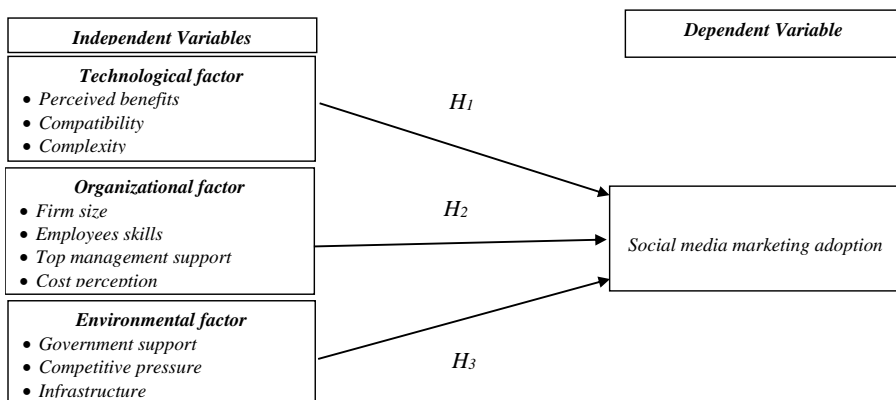 Independent Variables
Dependent Variable
Technological factor
• Perceived benefits
• Compatibility
• Complexity
H1
Organizational factor
• Firm size
• Employees skills
• Top management support
• Cost perception
H2
Social media marketing adoption
Environmental factor
• Government support
• Competitive pressure
• Infrastructure
H3